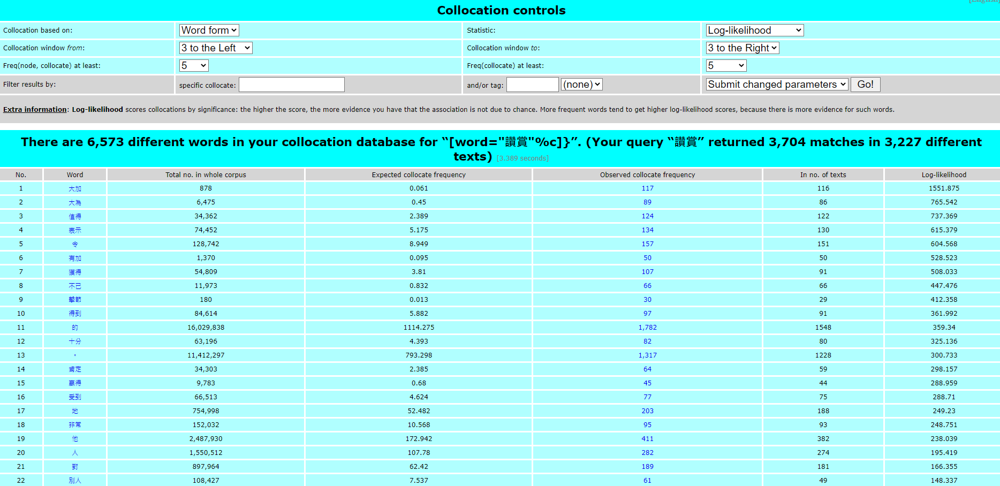 [English]
Collocation controls
Collocation based on: Word form Statistic: Log-likelihood
Collocation window from: 3 to the Left Collocation window to: 3 to the Right
Freq(node, collocate) at least: 5 Freq(collocate) at least: 5
Filter results by: specific collocate: and/or tag: (none) Submit changed parameters Go!
Extra information: Log-likelihood scores collocations by significance: the higher the score, the more evidence you have that the association is not due to chance. More frequent words tend to get higher log-likelihood scores, because there is more evidence for such words.
There are 6,573 different words in your collocation database for “[word="讚賞"%c]}”. (Your query “讚賞” returned 3,704 matches in 3,227 different
texts) [3.389 seconds]
No. Word Total no. in whole corpus Expected collocate frequency Observed collocate frequency In no. of texts Log-likelihood
1 大加 878 0.061 117 116 1551.875
2 大為 6,475 0.45 89 86 765.542
3 值得 34,362 2.389 124 122 737.369
4 表示 74,452 5.175 134 130 615.379
5 令 128,742 8.949 157 151 604.568
6 有加 1,370 0.095 50 50 528.523
7 獲得 54,809 3.81 107 91 508.033
8 不已 11,973 0.832 66 66 447.476
9 擊節 180 0.013 30 29 412.358
10 得到 84,614 5.882 97 91 361.992
11 的 16,029,838 1114.275 1,782 1548 359.34
12 十分 63,196 4.393 82 80 325.136
13 。 11,412,297 793.298 1,317 1228 300.733
14 肯定 34,303 2.385 64 59 298.157
15 贏得 9,783 0.68 45 44 288.959
16 受到 66,513 4.624 77 75 288.71
17 地 754,998 52.482 203 188 249.23
18 非常 152,032 10.568 95 93 248.751
19 他 2,487,930 172.942 411 382 238.039
20 人 1,550,512 107.78 282 274 195.419
21 對 897,964 62.42 189 181 166.355
22 別人 108,427 7.537 61 49 148.337